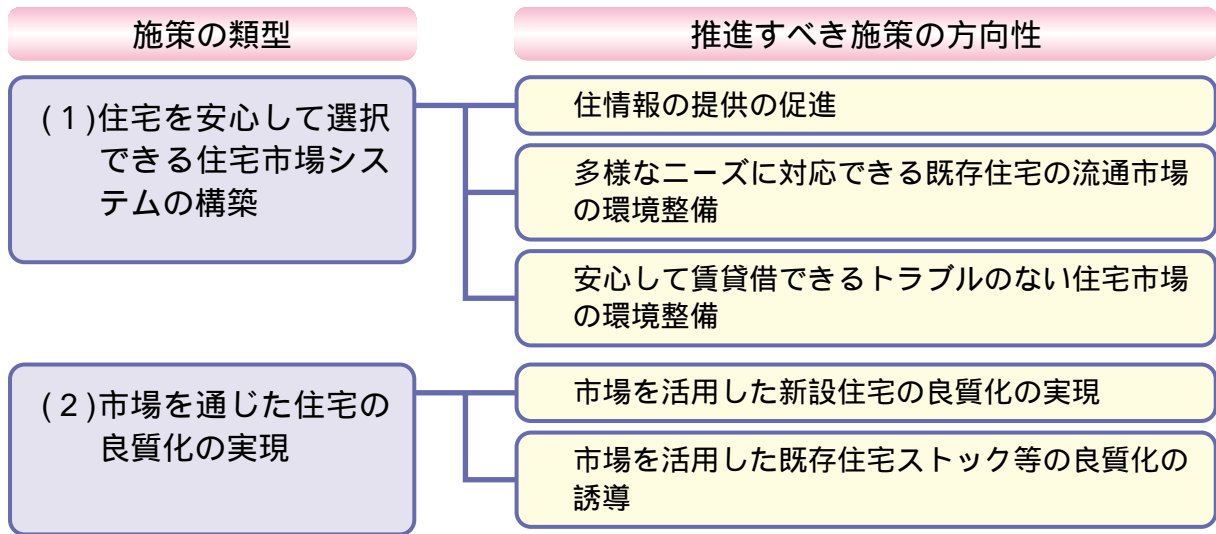 施策の類型
推進すべき施策の方向性
(1)住宅を安心して選択
できる住宅市場シス
テムの構築
住情報の提供の促進
多様なニーズに対応できる既存住宅の流通市場
の環境整備
安心して賃貸借できるトラブルのない住宅市場
の環境整備
(2)市場を通じた住宅の
良質化の実現
市場を活用した新設住宅の良質化の実現
市場を活用した既存住宅ストック等の良質化の
誘導